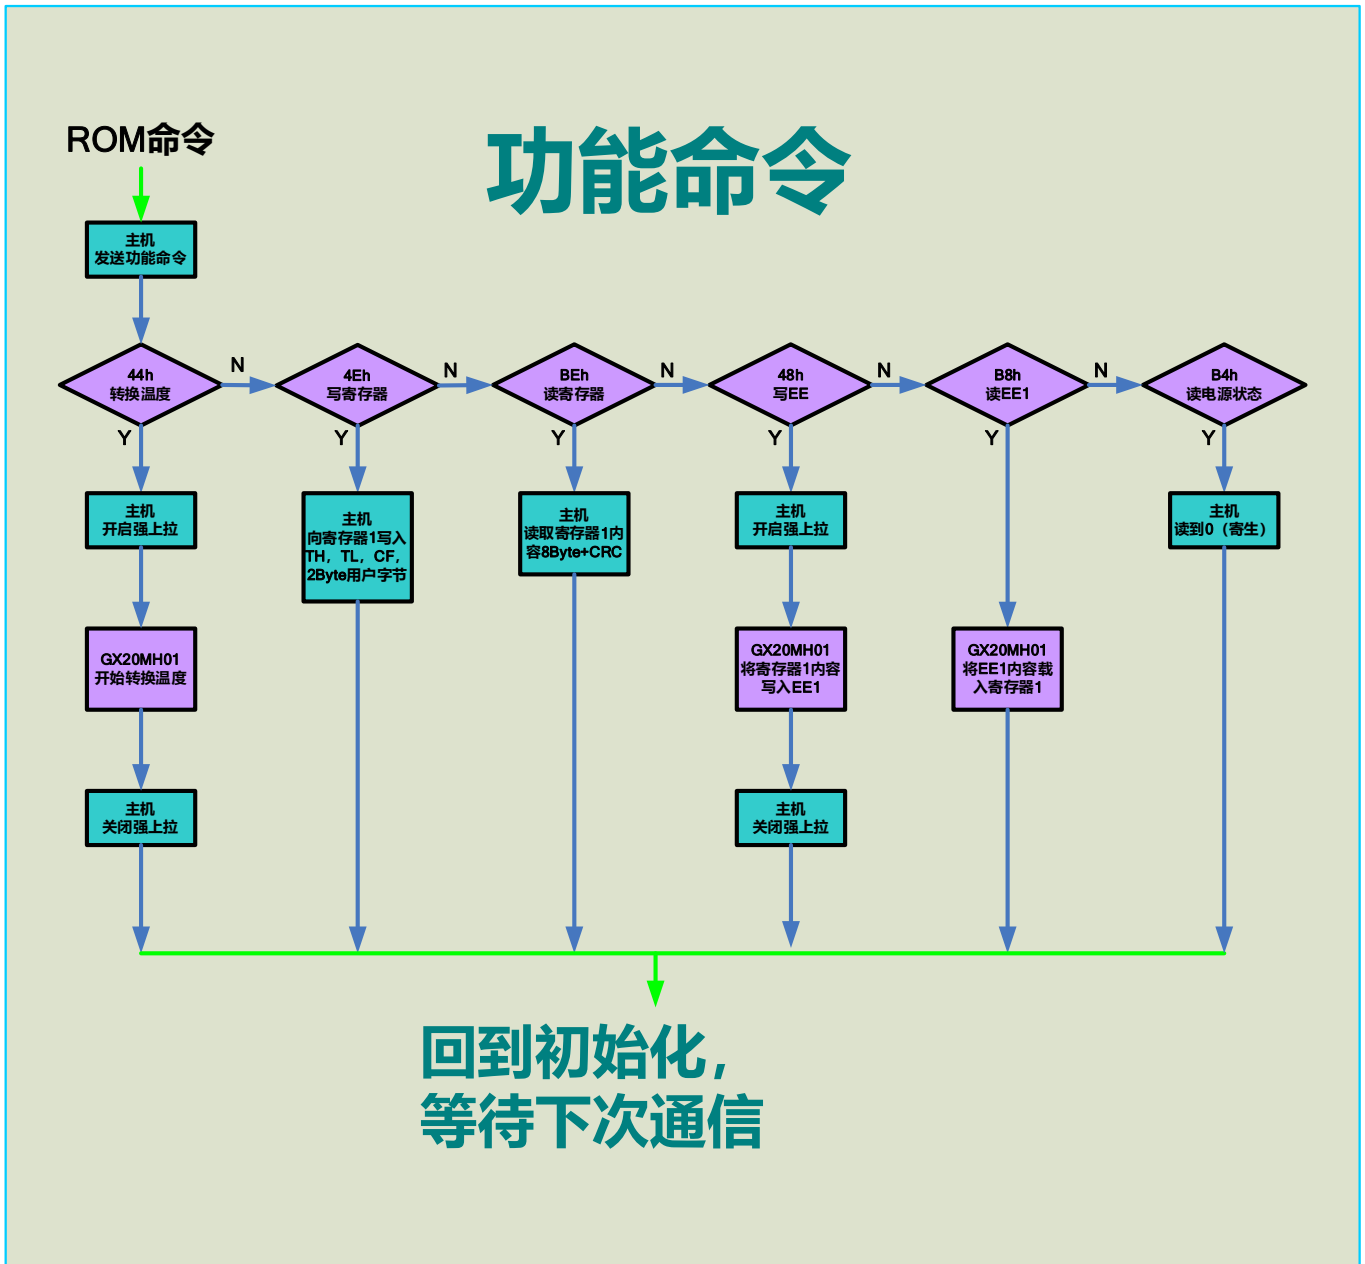 ROM命令
功能命令
主机
发送功能命令
44h
转换温度
N
4Eh
写寄存器
N
BEh
读寄存器
N
48h
写EE
N
B8h
读EE1
N
B4h
读电源状态
Y
Y
Y
Y
Y
Y
主机
开启强上拉
主机
向寄存器1写入
TH，TL，CF，
2Byte用户字节
主机
读取寄存器1内
容8Byte+CRC
主机
开启强上拉
主机
读到0（寄生）
GX20MH01
开始转换温度
GX20MH01
将寄存器1内容
写入EE1
GX20MH01
将EE1内容载
入寄存器1
主机
关闭强上拉
主机
关闭强上拉
回到初始化，
等待下次通信